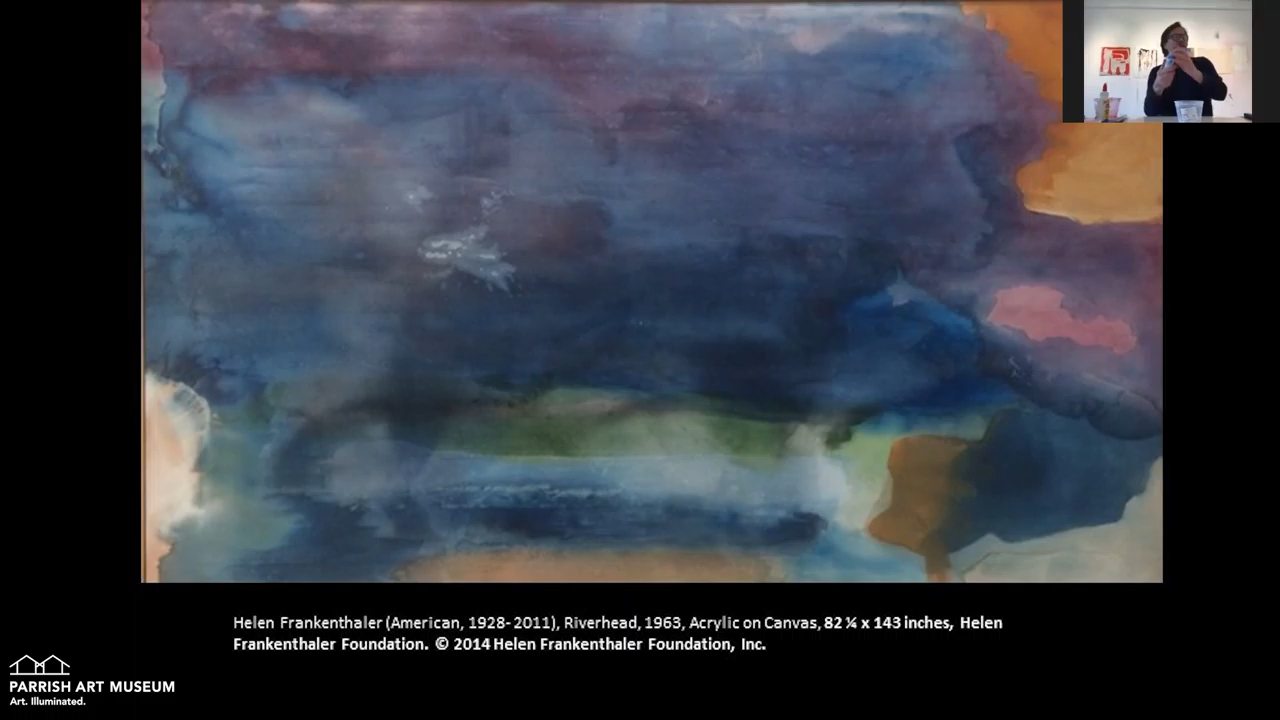 Helen Frankenthaler (American, 1928-2011), Riverhead, 1963, Acrylic on Canvas, 82 ¼ x 143 inches, Helen
Frankenthaler Foundation. © 2014 Helen Frankenthaler Foundation, Inc.
PARRISH ART MUSEUM
Art. Illuminated.